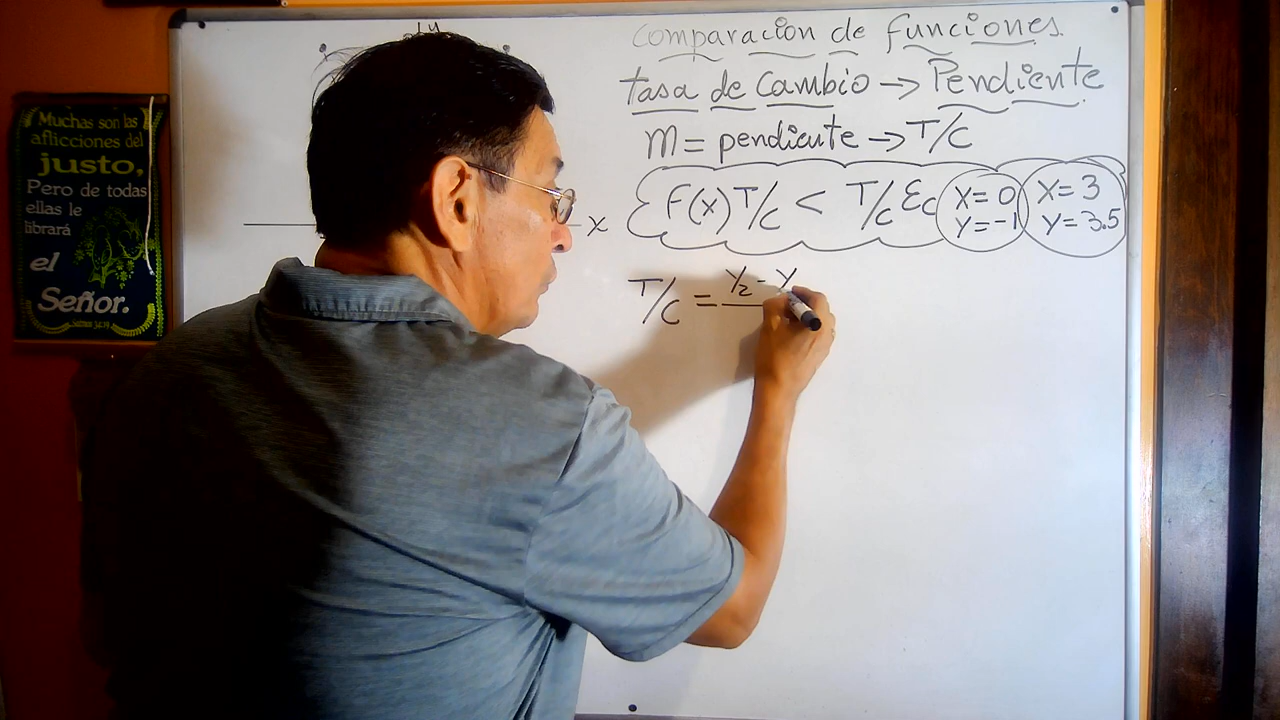 Muchas son las
aflicciones del
justo,
Pero de todas
ellas le
librará
el
Señor.
y
x
Comparacion de funciones.
tasa de Cambio → Pendiente
m = pendiente → T/C
F(x) T/C < T/C Ec
x = 0
y = -1
x = 3
y = 3.5
T/C = y2 - y